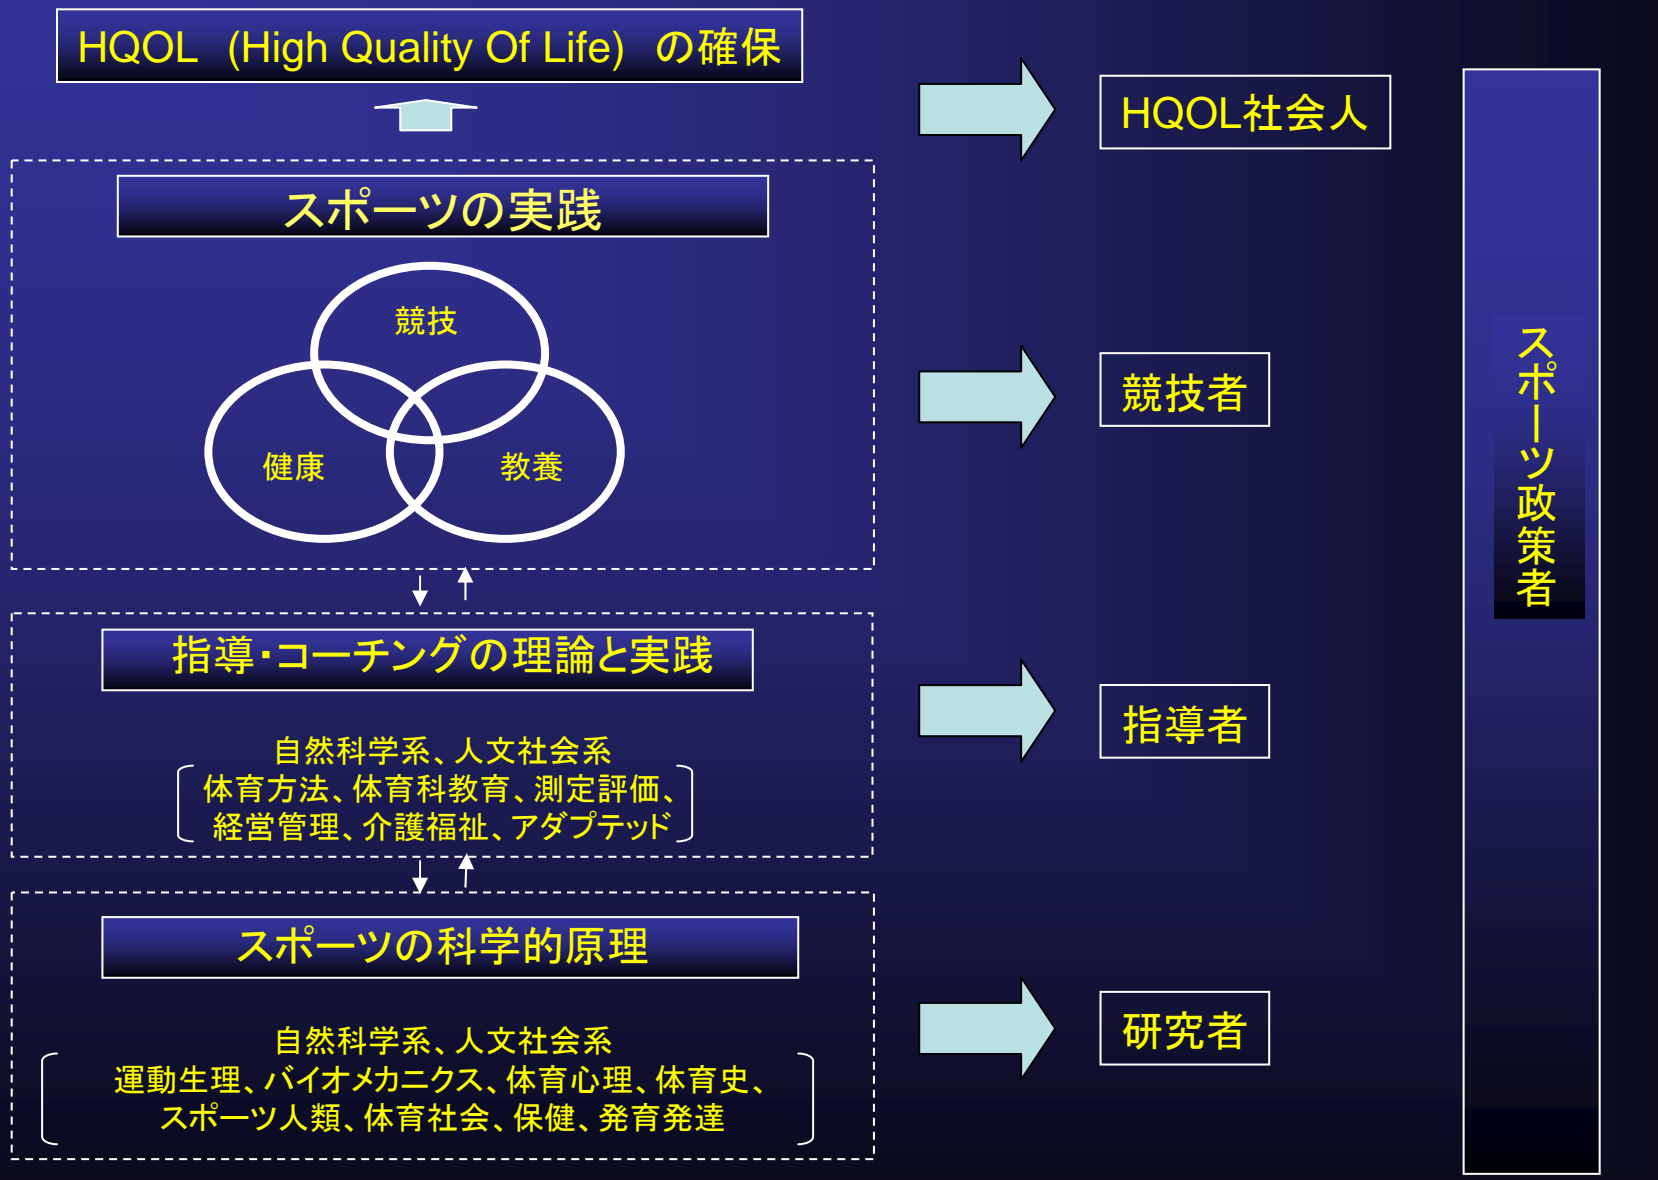 HQOL (High Quality Of Life) の確保
スポーツの実践
競技
健康
教養
指導・コーチングの理論と実践
自然科学系、人文社会系
体育方法、体育科教育、測定評価、
経営管理、介護福祉、アダプテッド
スポーツの科学的原理
自然科学系、人文社会系
運動生理、バイオメカニクス、体育心理、体育史、
スポーツ人類、体育社会、保健、発育発達
HQOL社会人
競技者
指導者
研究者
スポーツ政策者